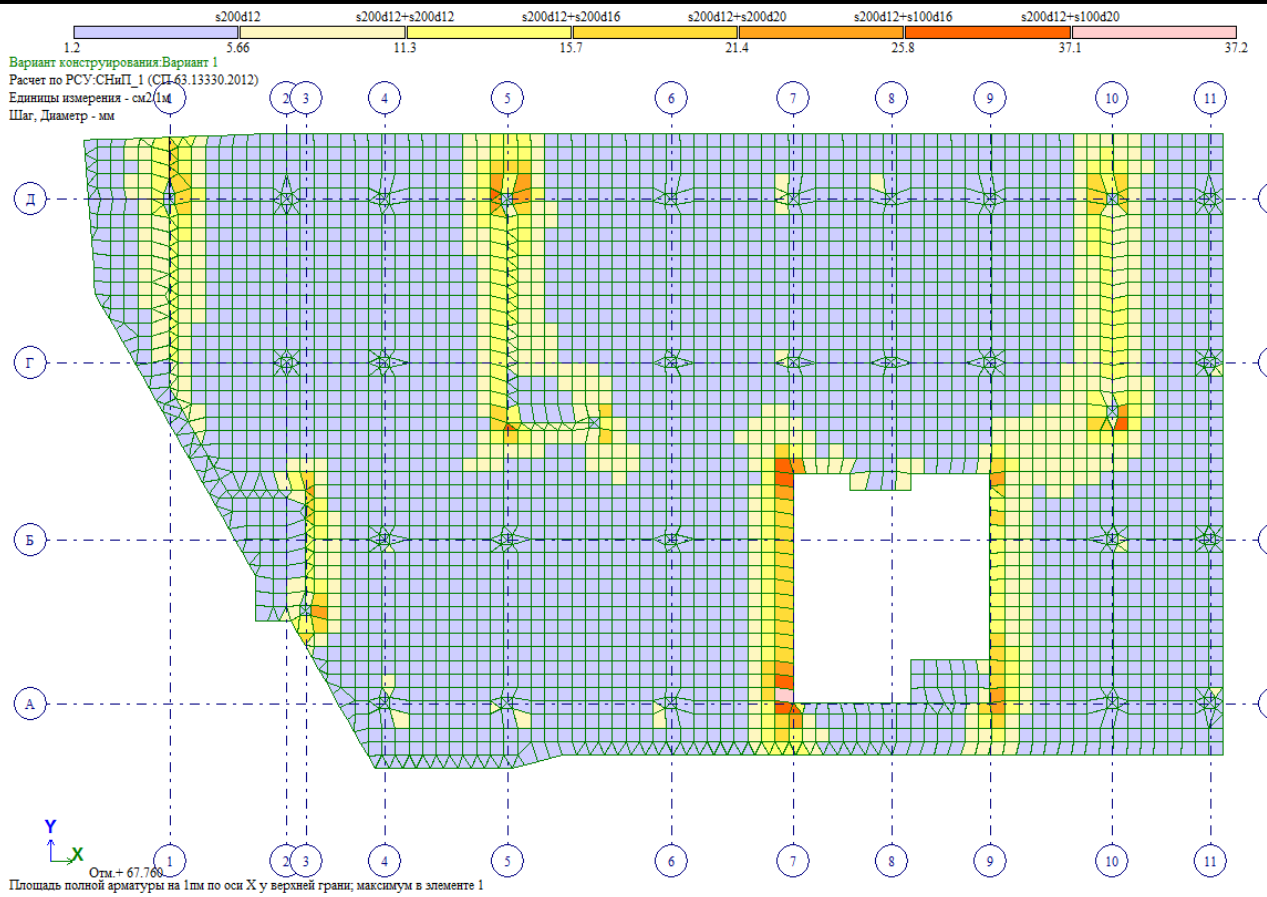 s200d12 s200d12+s200d12 s200d12+s200d16 s200d12+s200d20 s200d12+s100d16 s200d12+s100d20
1.2 5.66 11.3 15.7 21.4 25.8 37.1 37.2
Вариант конструирования:Вариант 1
Расчет по РСУ:СНиП_1 (СП 63.13330.2012)
Единицы измерения - см2/1м
Шаг, Диаметр - мм
1 2 3 4 5 6 7 8 9 10 11
Д
Г
Б
А
Y
X
1 2 3 4 5 6 7 8 9 10 11
Отм.+ 67.760
Площадь полной арматуры на 1пм по оси X у верхней грани; максимум в элементе 1